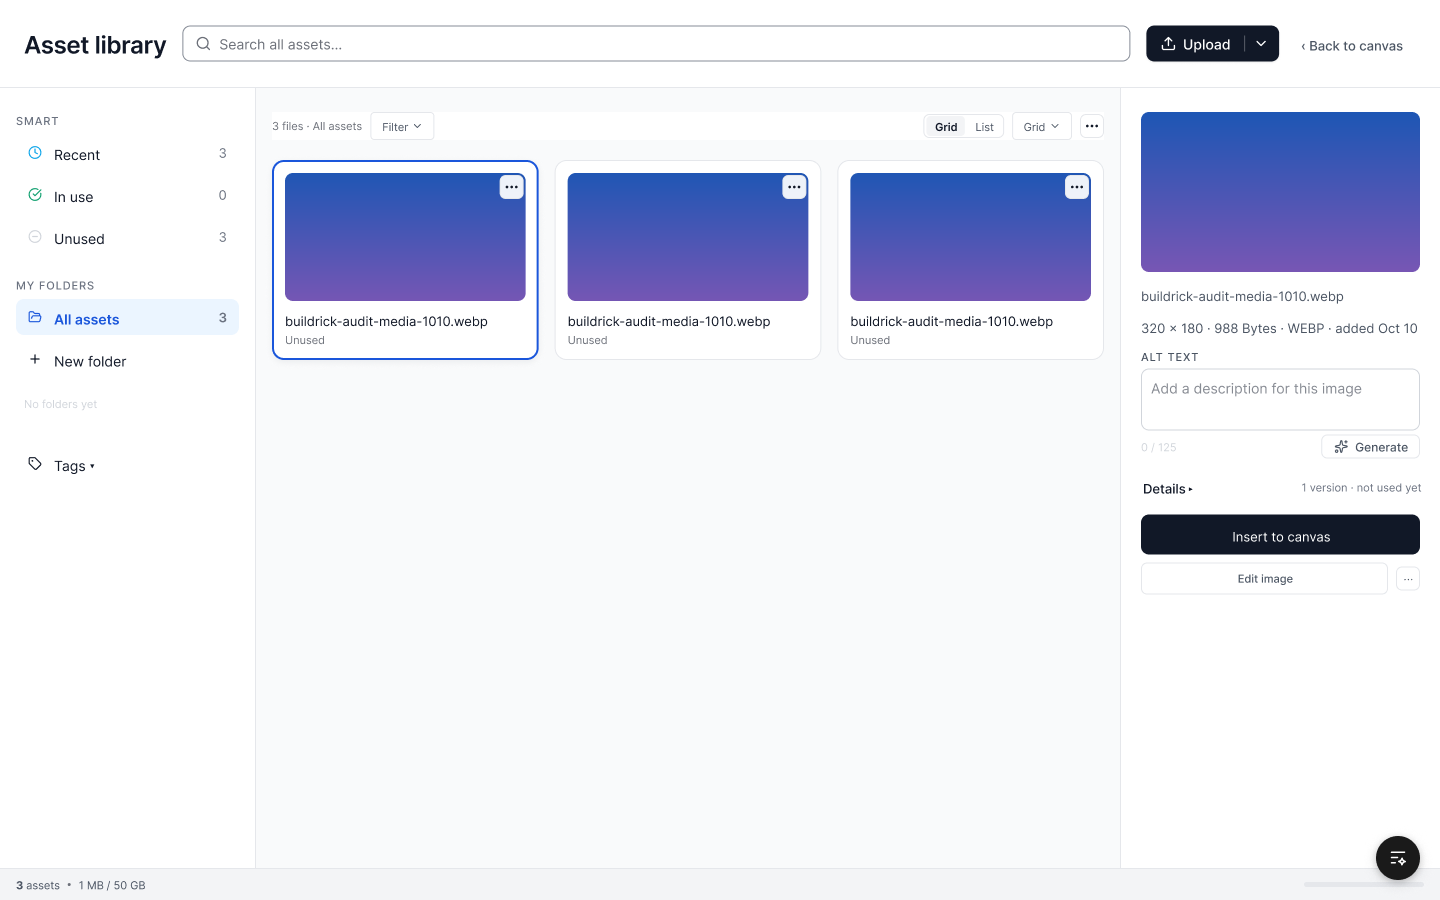 Asset library
Search all assets...
Upload
‹ Back to canvas
SMART
Recent 3
In use 0
Unused 3
MY FOLDERS
All assets 3
New folder
No folders yet
Tags ▾
3 files · All assets
Filter
Grid List
Grid
buildrick-audit-media-1010.webp
Unused
buildrick-audit-media-1010.webp
Unused
buildrick-audit-media-1010.webp
Unused
buildrick-audit-media-1010.webp
320 × 180 · 988 Bytes · WEBP · added Oct 10
ALT TEXT
Add a description for this image
0 / 125
Generate
Details ▸ 1 version · not used yet
Insert to canvas
Edit image
3 assets • 1 MB / 50 GB